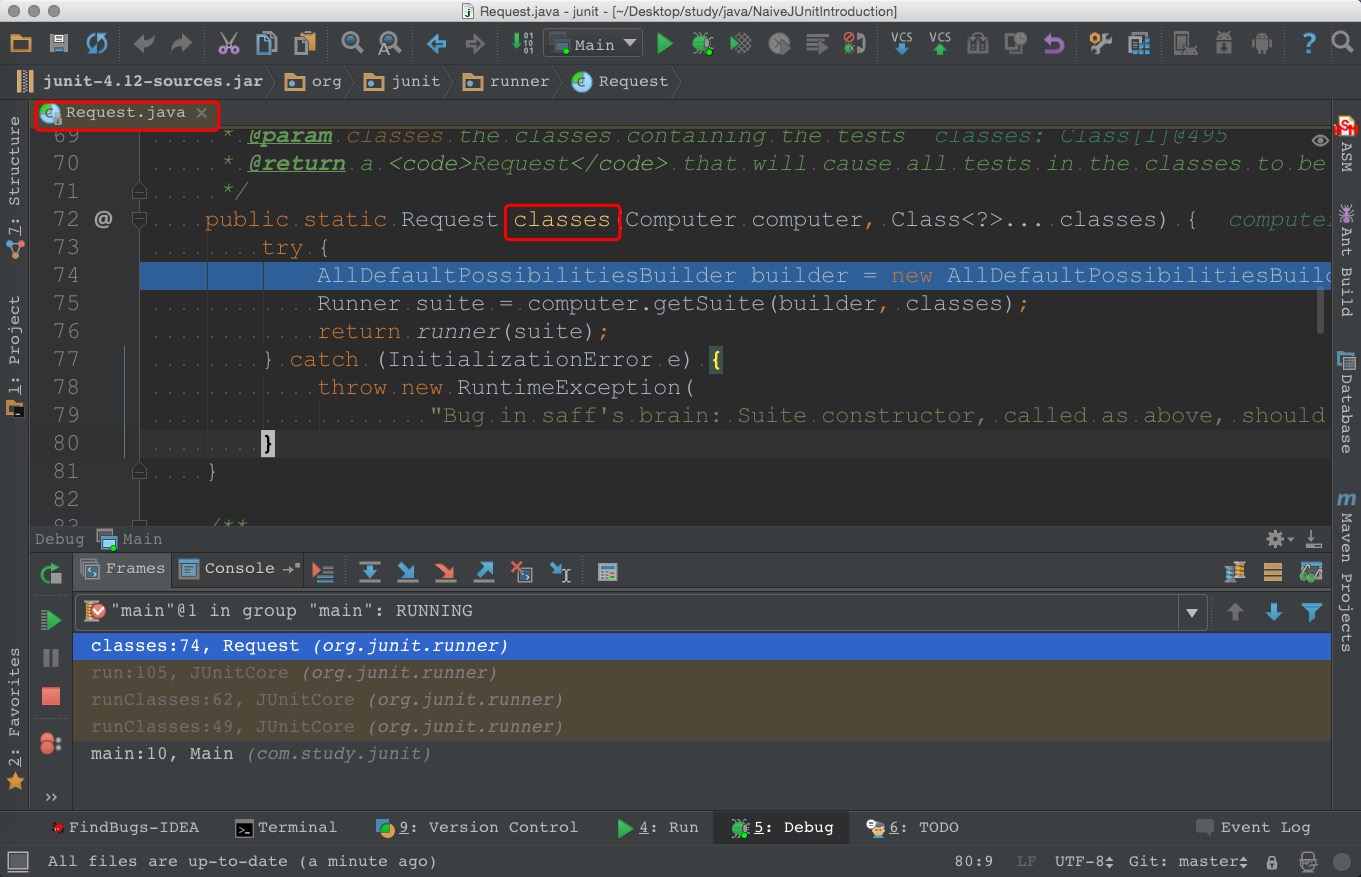 Request.java - junit - [~/Desktop/study/java/NaiveJUnitIntroduction]
Main VCS VCS ?
junit-4.12-sources.jar org junit runner Request
Request.java
69 * @param classes the classes containing the tests classes: Class[1]@495
70 * @return a <code>Request</code> that will cause all tests in the classes to be
71 */
72 @ public static Request classes(Computer computer, Class<?>... classes) { computer
73 try {
74 AllDefaultPossibilitiesBuilder builder = new AllDefaultPossibilitiesBuild
75 Runner suite = computer.getSuite(builder, classes);
76 return runner(suite);
77 } catch (InitializationError e) {
78 throw new RuntimeException(
79 "Bug in saff's brain: Suite constructor, called as above, should
80 }
81 }
82
83 /**
7: Structure
1: Project
2: Favorites
ASM
Ant Build
Database
Maven Projects
Debug Main
Frames Console
"main"@1 in group "main": RUNNING
classes:74, Request (org.junit.runner)
run:105, JUnitCore (org.junit.runner)
runClasses:62, JUnitCore (org.junit.runner)
runClasses:49, JUnitCore (org.junit.runner)
main:10, Main (com.study.junit)
FindBugs-IDEA Terminal 9: Version Control 4: Run 5: Debug 6: TODO Event Log
All files are up-to-date (a minute ago) 80:9 LF UTF-8 Git: master